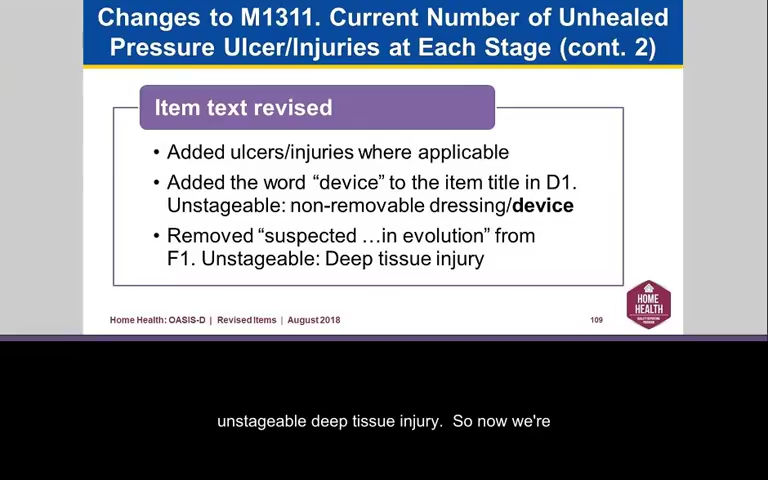 Changes to M1311. Current Number of Unhealed
Pressure Ulcer/Injuries at Each Stage (cont. 2)
Item text revised
• Added ulcers/injuries where applicable
• Added the word “device” to the item title in D1.
Unstageable: non-removable dressing/device
• Removed “suspected …in evolution” from
F1. Unstageable: Deep tissue injury
Home Health: OASIS-D | Revised Items | August 2018
109
HOME
HEALTH
unstageable deep tissue injury.  So now we're